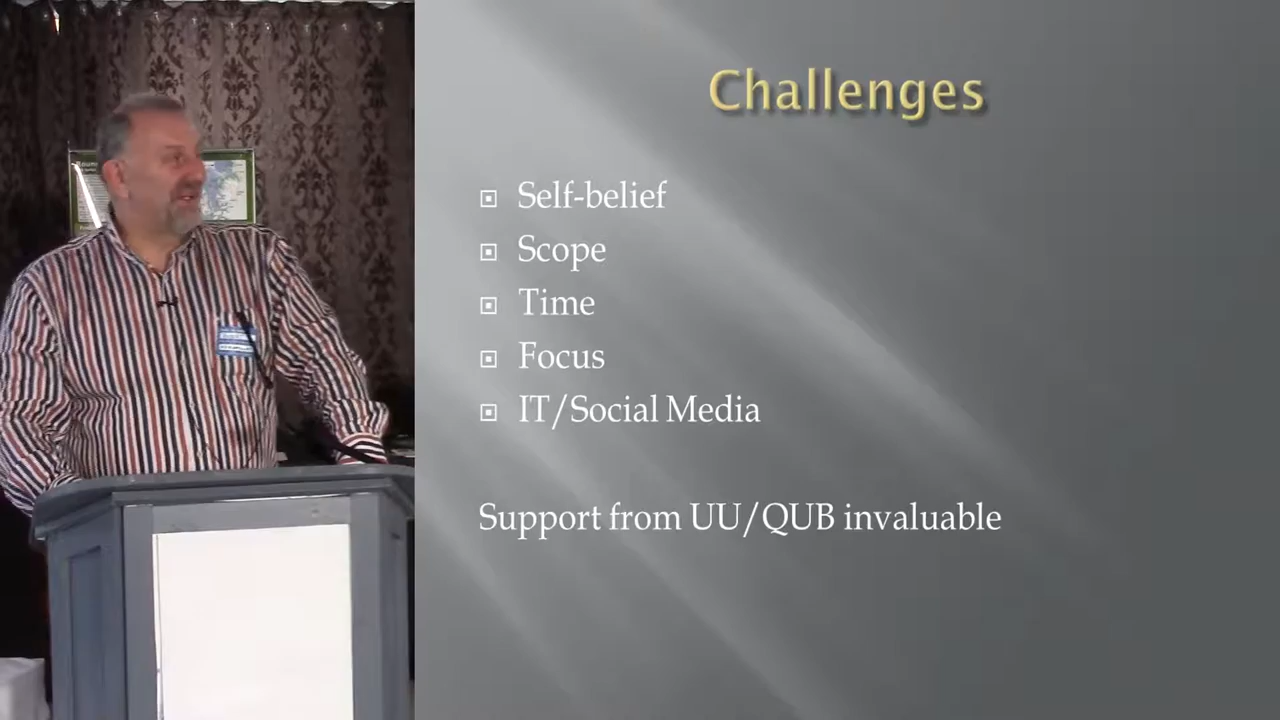 Challenges
Self-belief
Scope
Time
Focus
IT/Social Media
Support from UU/QUB invaluable